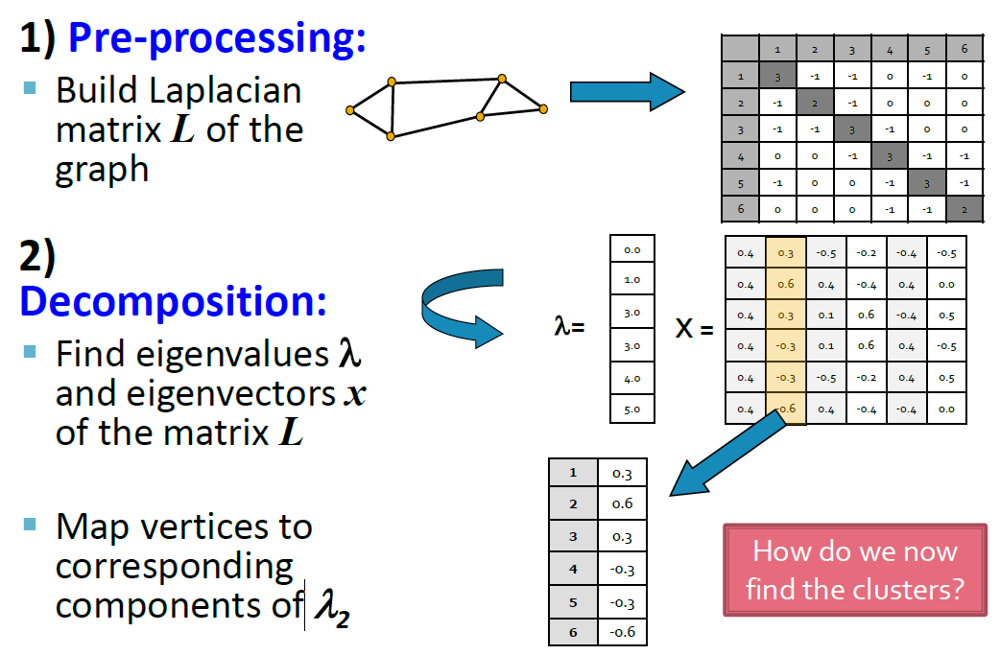 1) Pre-processing:
Build Laplacian
matrix L of the
graph
1 2 3 4 5 6
1 3 -1 -1 0 -1 0
2 -1 2 -1 0 0 0
3 -1 -1 3 -1 0 0
4 0 0 -1 3 -1 -1
5 -1 0 0 -1 3 -1
6 0 0 0 -1 -1 2
2)
Decomposition:
Find eigenvalues λ
and eigenvectors x
of the matrix L
λ=
0.0
1.0
3.0
3.0
4.0
5.0
X =
0.4 0.3 -0.5 -0.2 -0.4 -0.5
0.4 0.6 0.4 -0.4 0.4 0.0
0.4 0.3 0.1 0.6 -0.4 0.5
0.4 -0.3 0.1 0.6 0.4 -0.5
0.4 -0.3 -0.5 -0.2 0.4 0.5
0.4 -0.6 0.4 -0.4 -0.4 0.0
Map vertices to
corresponding
components of λ2
1 0.3
2 0.6
3 0.3
4 -0.3
5 -0.3
6 -0.6
How do we now
find the clusters?